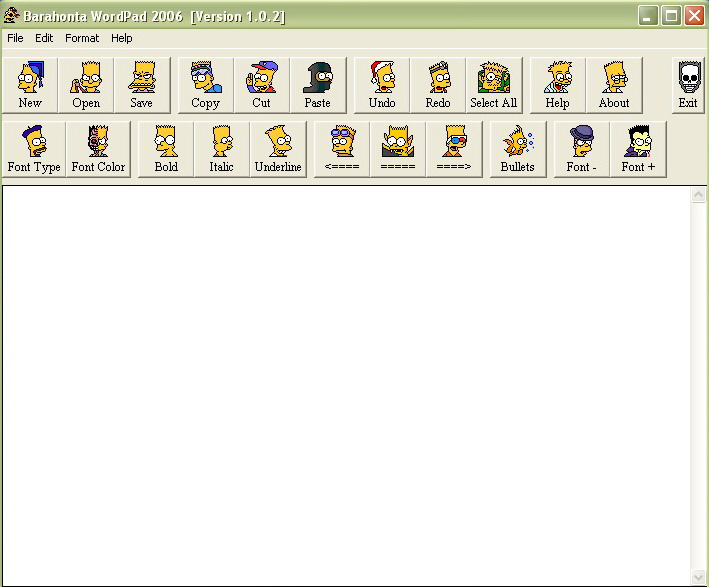 Barahonta WordPad 2006 [Version 1.0.2]
File Edit Format Help
New Open Save Copy Cut Paste Undo Redo Select All Help About Exit
Font Type Font Color Bold Italic Underline <==== ===== ====> Bullets Font - Font +